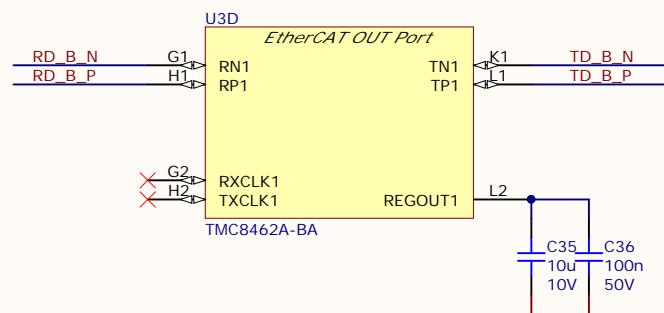 U3D
EtherCAT OUT Port
RD_B_N G1 RN1 TN1 K1 TD_B_N
RD_B_P H1 RP1 TP1 L1 TD_B_P
G2 RXCLK1
H2 TXCLK1 REGOUT1 L2
TMC8462A-BA
C35 C36
10u 100n
10V 50V